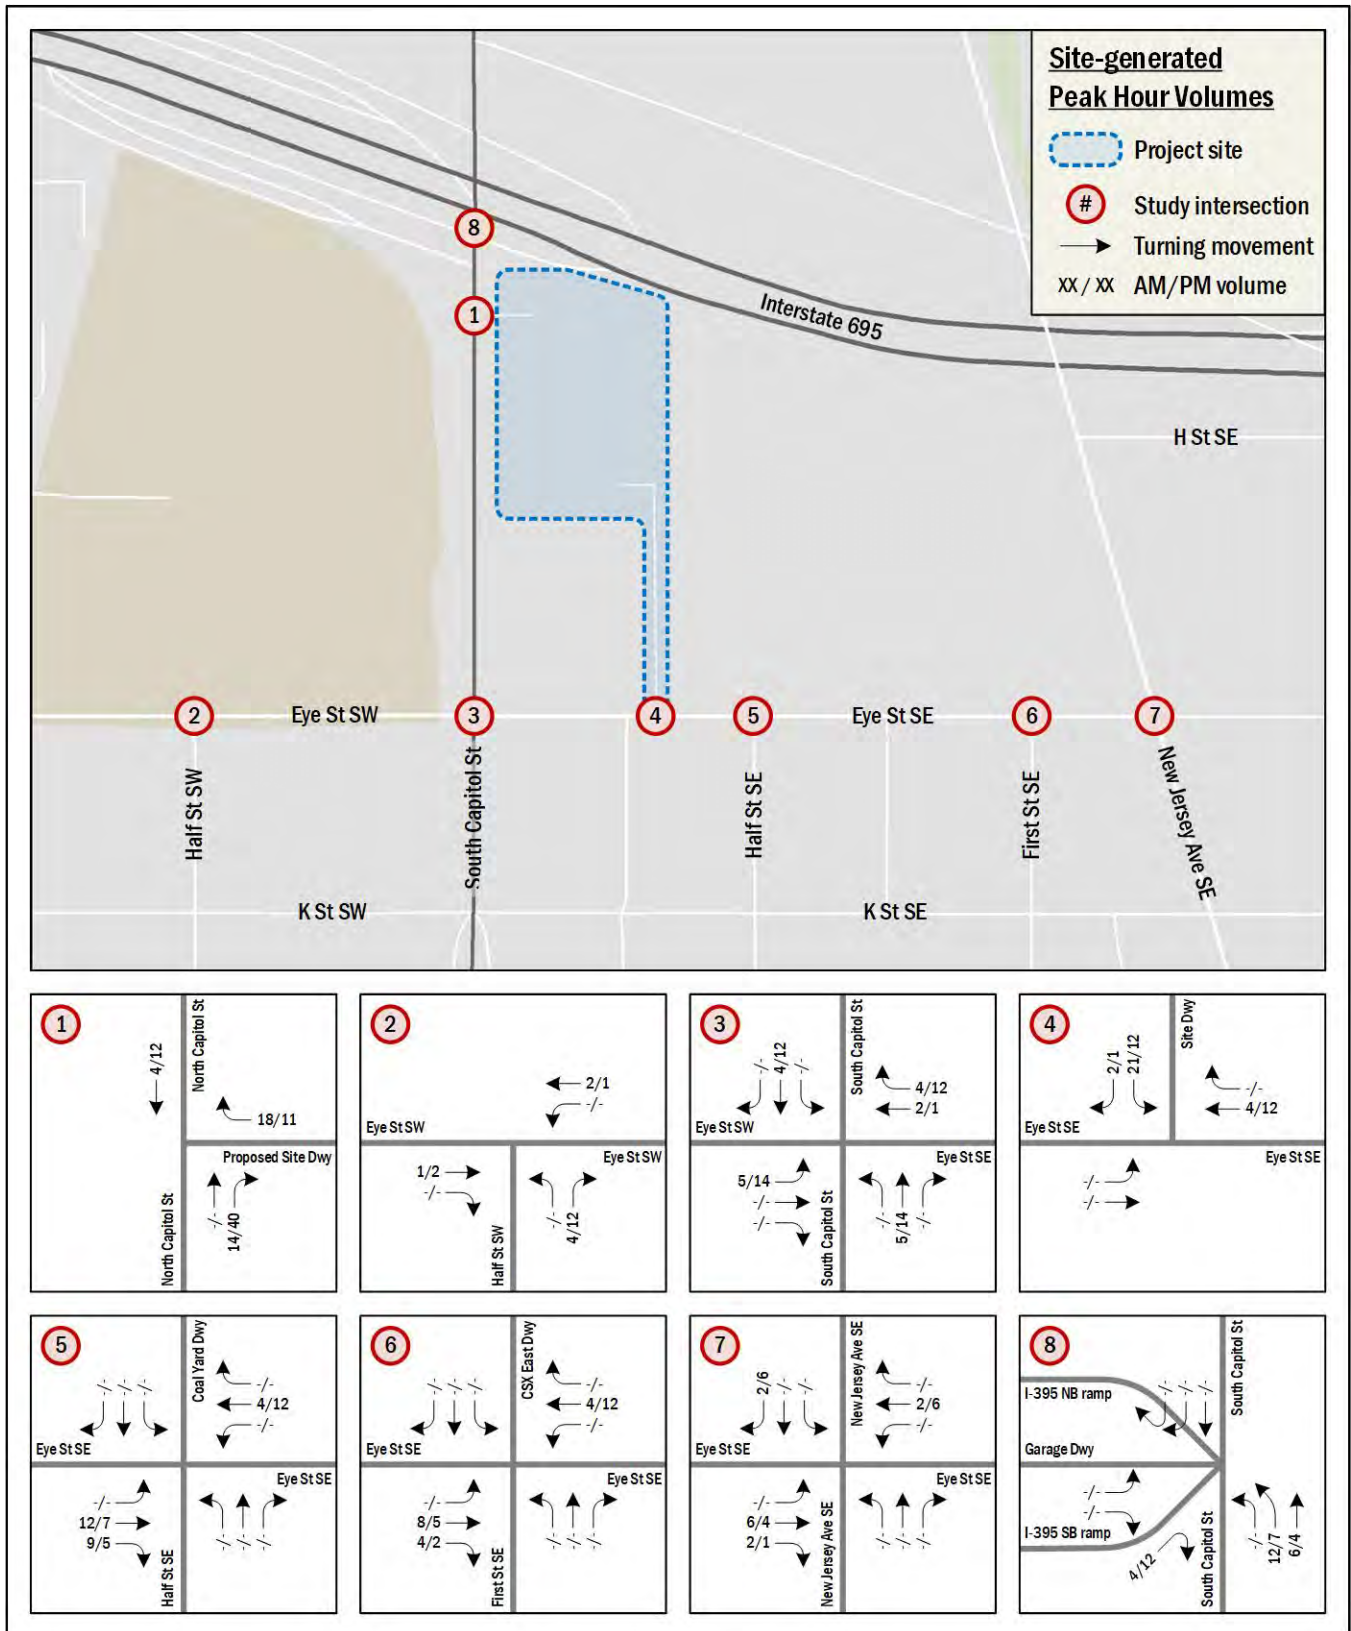 Site-generated
Peak Hour Volumes
Project site
# Study intersection
Turning movement
XX / XX AM/PM volume
8
1
Interstate 695
H St SE
2
Eye St SW
3
4
5
Eye St SE
6
7
Half St SW
South Capitol St
Half St SE
First St SE
New Jersey Ave SE
K St SW
K St SE
1
North Capitol St
4/12
18/11
Proposed Site Dwy
North Capitol St
-/-
14/40
2
2/1
-/-
Eye St SW
Eye St SW
1/2
-/-
Half St SW
-/-
4/12
3
South Capitol St
-/-
4/12
-/-
4/12
2/1
Eye St SW
Eye St SE
5/14
-/-
-/-
South Capitol St
-/-
5/14
-/-
4
Site Dwy
2/1
21/12
-/-
4/12
Eye St SE
Eye St SE
-/-
-/-
5
Coal Yard Dwy
-/-
-/-
-/-
-/-
4/12
-/-
Eye St SE
Eye St SE
-/-
12/7
9/5
Half St SE
-/-
-/-
-/-
6
CSX East Dwy
-/-
-/-
-/-
-/-
4/12
-/-
Eye St SE
Eye St SE
-/-
8/5
4/2
First St SE
-/-
-/-
-/-
7
New Jersey Ave SE
2/6
-/-
-/-
-/-
2/6
-/-
Eye St SE
Eye St SE
-/-
6/4
2/1
New Jersey Ave SE
-/-
-/-
-/-
8
South Capitol St
I-395 NB ramp
-/-
-/-
-/-
Garage Dwy
-/-
-/-
I-395 SB ramp
4/12
South Capitol St
-/-
12/7
6/4